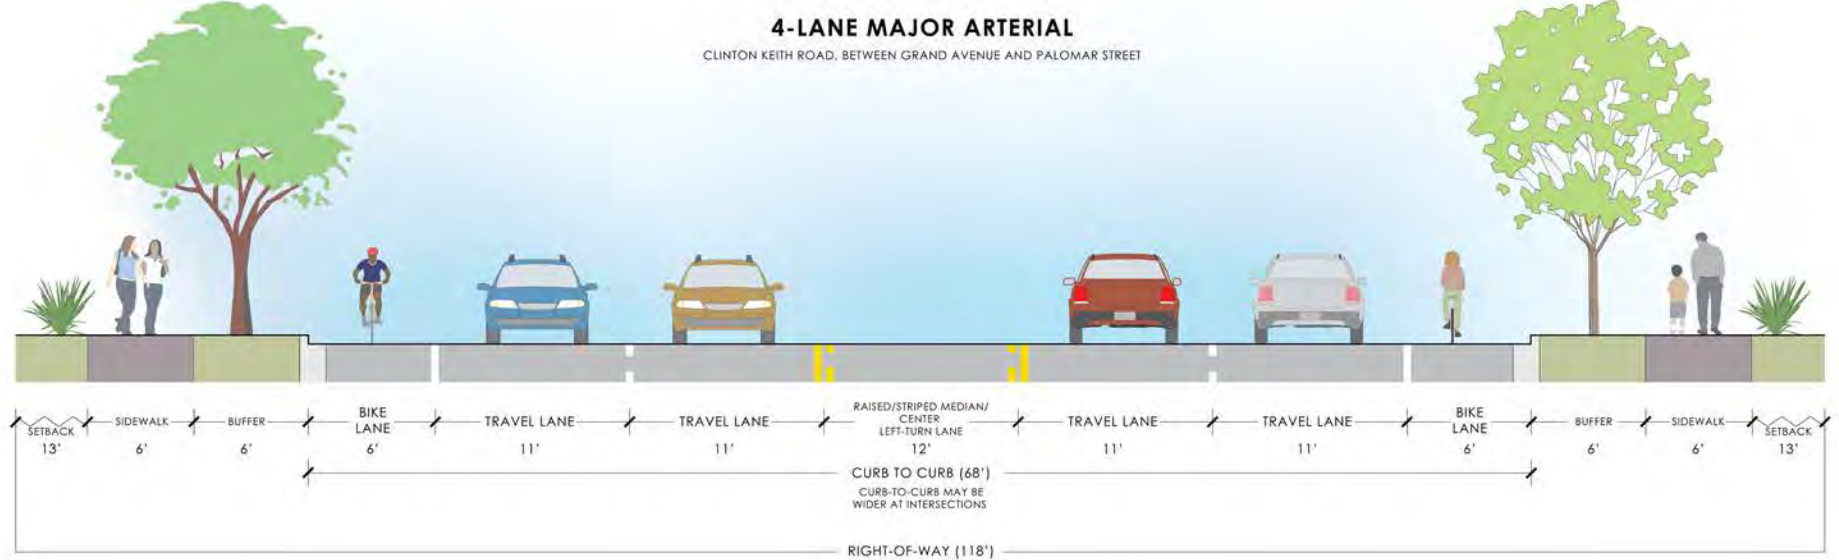 4-LANE MAJOR ARTERIAL
CLINTON KEITH ROAD, BETWEEN GRAND AVENUE AND PALOMAR STREET
SETBACK
13'
SIDEWALK
6'
BUFFER
6'
BIKE
LANE
6'
TRAVEL LANE
11'
TRAVEL LANE
11'
RAISED/STRIPED MEDIAN/
CENTER
LEFT-TURN LANE
12'
TRAVEL LANE
11'
TRAVEL LANE
11'
BIKE
LANE
6'
BUFFER
6'
SIDEWALK
6'
SETBACK
13'
CURB TO CURB (68')
CURB-TO-CURB MAY BE
WIDER AT INTERSECTIONS
RIGHT-OF-WAY (118')